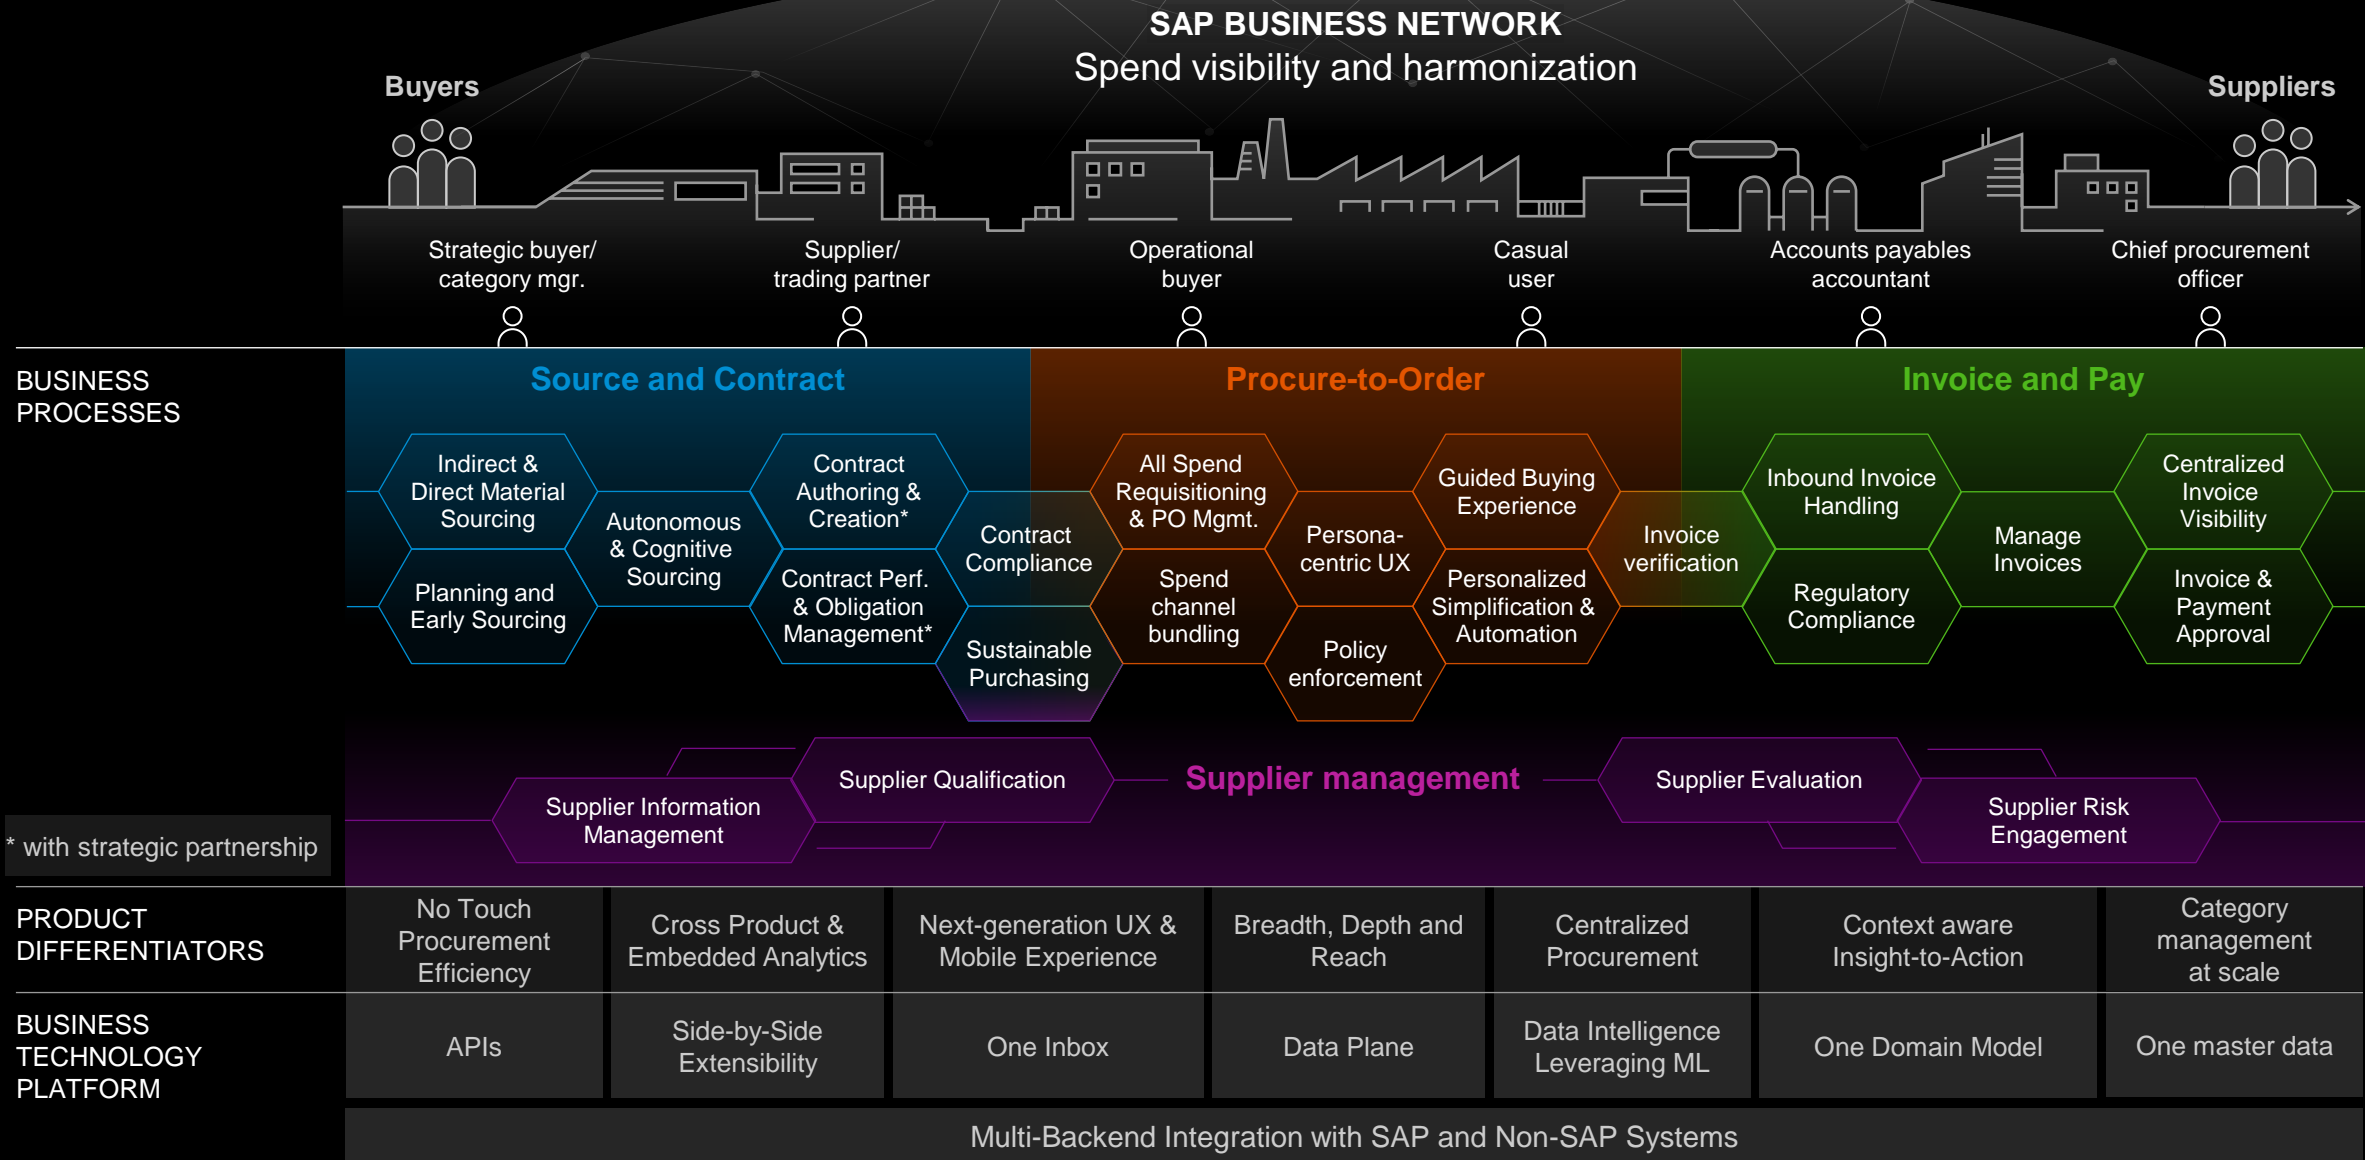 SAP BUSINESS NETWORK
Spend visibility and harmonization
Buyers
Suppliers
Strategic buyer/
category mgr.
Supplier/
trading partner
Operational
buyer
Casual
user
Accounts payables
accountant
Chief procurement
officer
BUSINESS
PROCESSES
Source and Contract
Procure-to-Order
Invoice and Pay
Indirect &
Direct Material
Sourcing
Planning and
Early Sourcing
Autonomous
& Cognitive
Sourcing
Contract
Authoring &
Creation*
Contract Perf.
& Obligation
Management*
Contract
Compliance
Sustainable
Purchasing
All Spend
Requisitioning
& PO Mgmt.
Spend
channel
bundling
Persona-
centric UX
Policy
enforcement
Guided Buying
Experience
Personalized
Simplification &
Automation
Invoice
verification
Inbound Invoice
Handling
Regulatory
Compliance
Manage
Invoices
Centralized
Invoice
Visibility
Invoice &
Payment
Approval
Supplier Information
Management
Supplier Qualification
Supplier management
Supplier Evaluation
Supplier Risk
Engagement
* with strategic partnership
PRODUCT
DIFFERENTIATORS
No Touch
Procurement
Efficiency
Cross Product &
Embedded Analytics
Next-generation UX &
Mobile Experience
Breadth, Depth and
Reach
Centralized
Procurement
Context aware
Insight-to-Action
Category
management
at scale
BUSINESS
TECHNOLOGY
PLATFORM
APIs
Side-by-Side
Extensibility
One Inbox
Data Plane
Data Intelligence
Leveraging ML
One Domain Model
One master data
Multi-Backend Integration with SAP and Non-SAP Systems